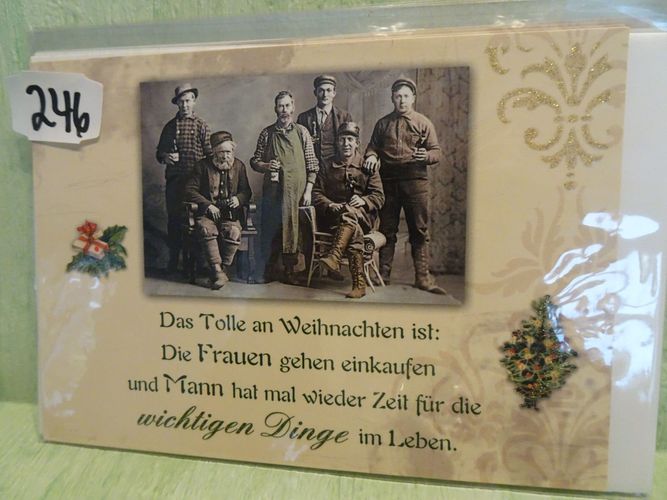 246
Das Tolle an Weihnachten ist:
Die Frauen gehen einkaufen
und Mann hat mal wieder Zeit für die
wichtigen Dinge im Leben.